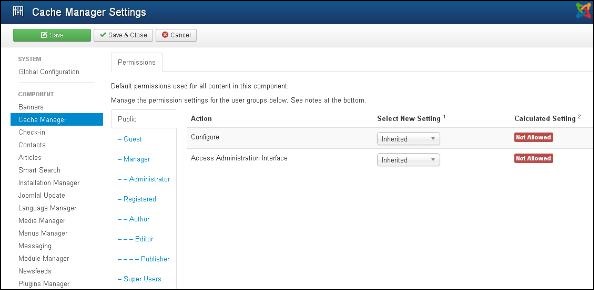 Cache Manager Settings
Save
Save & Close
Cancel
SYSTEM
Global Configuration
COMPONENT
Banners
Cache Manager
Check-in
Contacts
Articles
Smart Search
Installation Manager
Joomla! Update
Language Manager
Media Manager
Menus Manager
Messaging
Module Manager
Newsfeeds
Plugins Manager
Permissions
Default permissions used for all content in this component.
Manage the permission settings for the user groups below. See notes at the bottom.
Public
– Guest
– Manager
– – Administrator
– Registered
– – Author
– – – Editor
– – – – Publisher
– Super Users
Action Select New Setting 1 Calculated Setting 2
Configure Inherited Not Allowed
Access Administration Interface Inherited Not Allowed